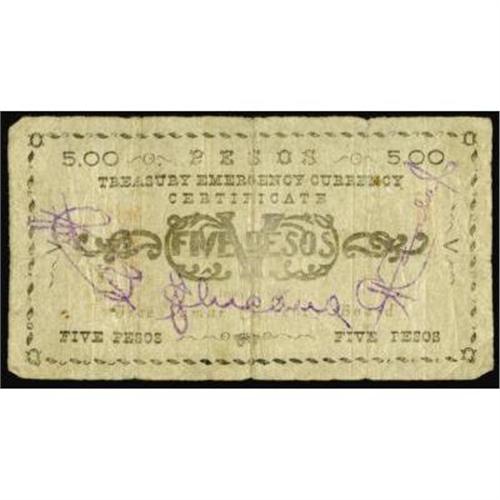 5.00 PESOS 5.00
TREASURY EMERGENCY CURRENCY
CERTIFICATE
V FIVE PESOS V
FIVE PESOS FIVE PESOS